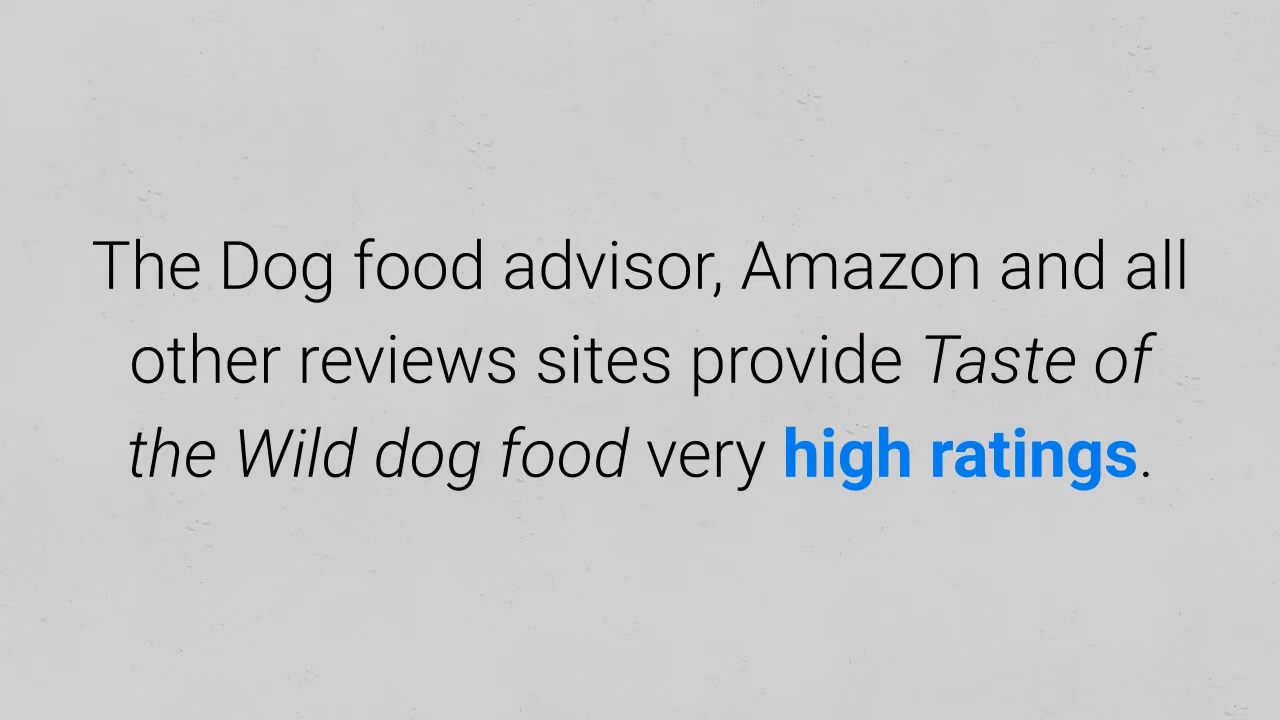 The Dog food advisor, Amazon and all
other reviews sites provide Taste of
the Wild dog food very high ratings.